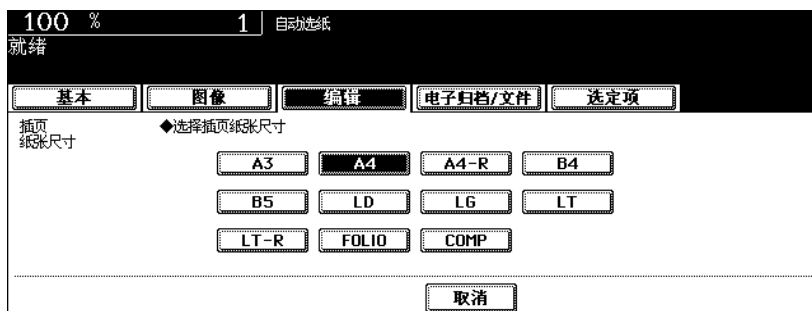 100 % 1 自动选纸
就绪
基本 图像 编辑 电子归档/文件 选定项
插页 ◆选择插页纸张尺寸
纸张尺寸
A3 A4 A4-R B4
B5 LD LG LT
LT-R FOLIO COMP
取消